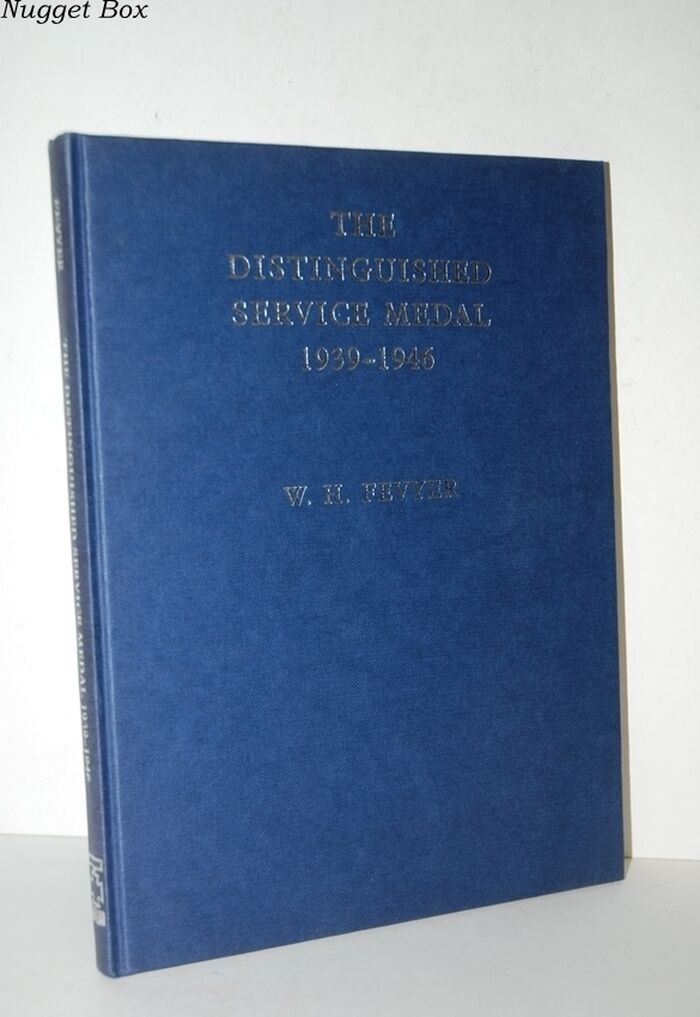 Nugget Box
THE
DISTINGUISHED
SERVICE MEDAL
1939-1946
W. H. FEVYER
FEVYER
THE DISTINGUISHED SERVICE MEDAL 1939-1946